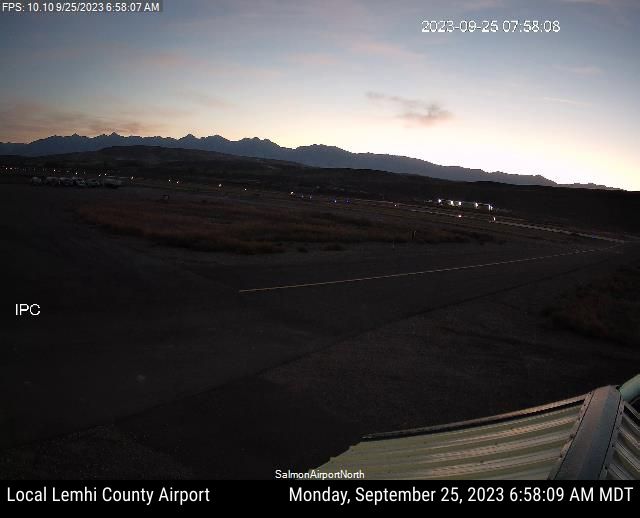 FPS: 10.10 9/25/2023 6:58:07 AM
2023-09-25 07:58:08
IPC
SalmonAirportNorth
Local Lemhi County Airport Monday, September 25, 2023 6:58:09 AM MDT